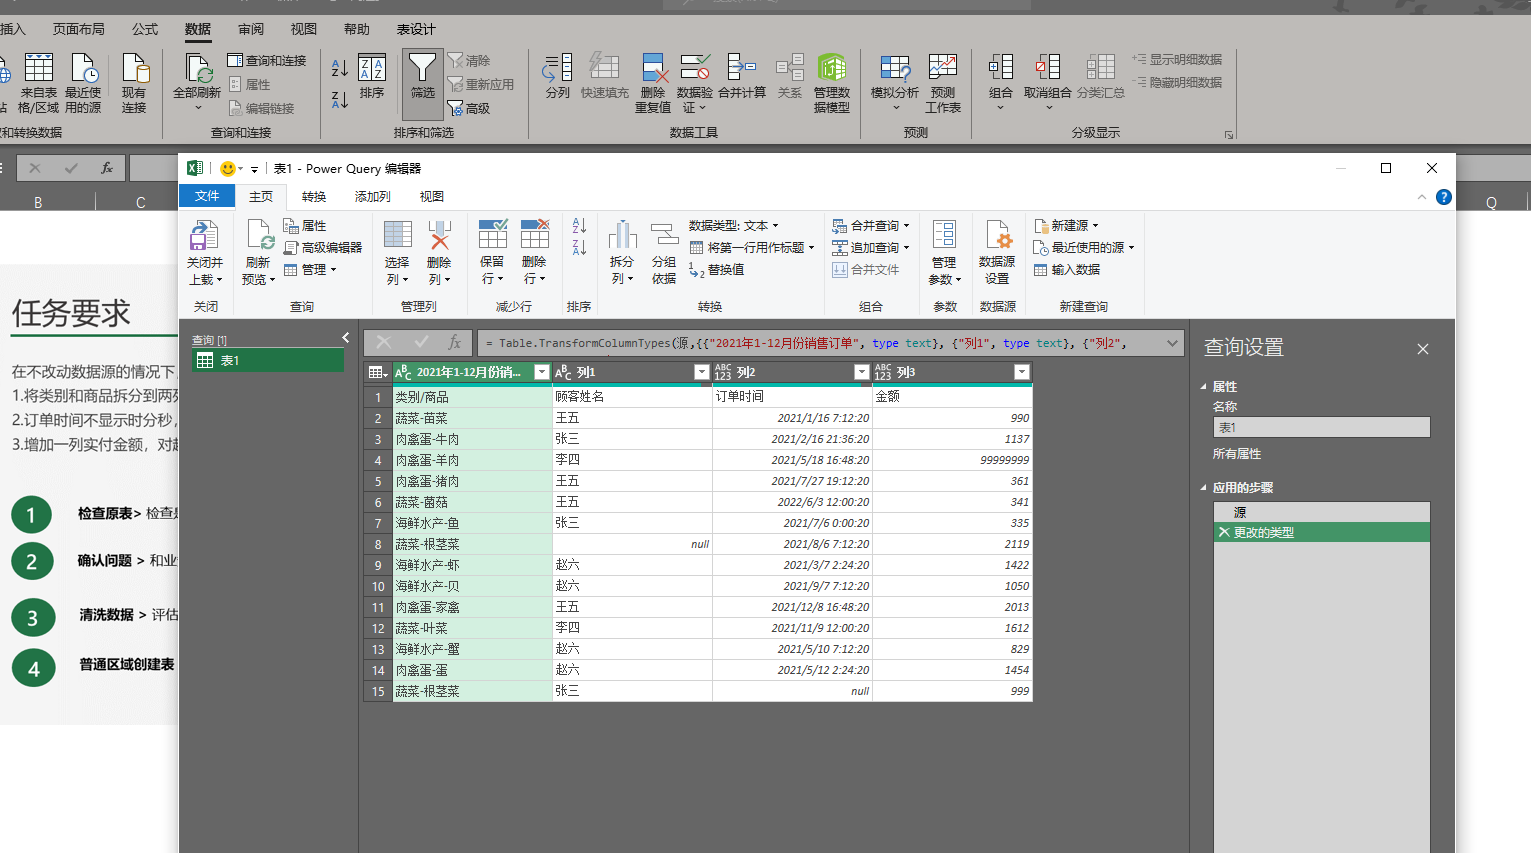 插入 页面布局 公式 数据 审阅 视图 帮助 表设计
来自表格/区域 最近使用的源 现有连接
全部刷新 查询和连接 属性 编辑链接
排序 筛选 清除 重新应用 高级
分列 快速填充 删除重复值 数据验证 合并计算 关系 管理数据模型
模拟分析 预测工作表
组合 取消组合 分类汇总 显示明细数据 隐藏明细数据
和转换数据 查询和连接 排序和筛选 数据工具 预测 分级显示
表1 - Power Query 编辑器
文件 主页 转换 添加列 视图
B C Q
关闭并上载 刷新预览 属性 高级编辑器 管理
选择列 删除列 保留行 删除行
拆分列 分组依据 数据类型: 文本 将第一行用作标题 替换值
合并查询 追加查询 合并文件
管理参数 数据源设置 新建源 最近使用的源 输入数据
关闭 查询 管理列 减少行 排序 转换 组合 参数 数据源 新建查询
任务要求
在不改动数据源的情况下,
1.将类别和商品拆分到两列
2.订单时间不显示时分秒,
3.增加一列实付金额，对超
1 检查原表> 检查是
2 确认问题 > 和业
3 清洗数据 > 评估
4 普通区域创建表
查询 [1]
表1
fx = Table.TransformColumnTypes(源,{{"2021年1-12月份销售订单", type text}, {"列1", type text}, {"列2",
2021年1-12月份销... 列1 列2 列3
1 类别/商品 顾客姓名 订单时间 金额
2 蔬菜-苗菜 王五 2021/1/16 7:12:20 990
3 肉禽蛋-牛肉 张三 2021/2/16 21:36:20 1137
4 肉禽蛋-羊肉 李四 2021/5/18 16:48:20 99999999
5 肉禽蛋-猪肉 王五 2021/7/27 19:12:20 361
6 蔬菜-菌菇 王五 2022/6/3 12:00:20 341
7 海鲜水产-鱼 张三 2021/7/6 0:00:20 335
8 蔬菜-根茎菜 null 2021/8/6 7:12:20 2119
9 海鲜水产-虾 赵六 2021/3/7 2:24:20 1422
10 海鲜水产-贝 赵六 2021/9/7 7:12:20 1050
11 肉禽蛋-家禽 王五 2021/12/8 16:48:20 2013
12 蔬菜-叶菜 李四 2021/11/9 12:00:20 1612
13 海鲜水产-蟹 赵六 2021/5/10 7:12:20 829
14 肉禽蛋-蛋 赵六 2021/5/12 2:24:20 1454
15 蔬菜-根茎菜 张三 null 999
查询设置
属性
名称
表1
所有属性
应用的步骤
源
更改的类型